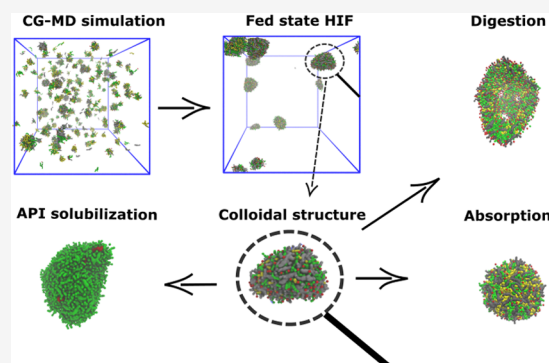 CG-MD simulation
Fed state HIF
Digestion
API solubilization
Colloidal structure
Absorption